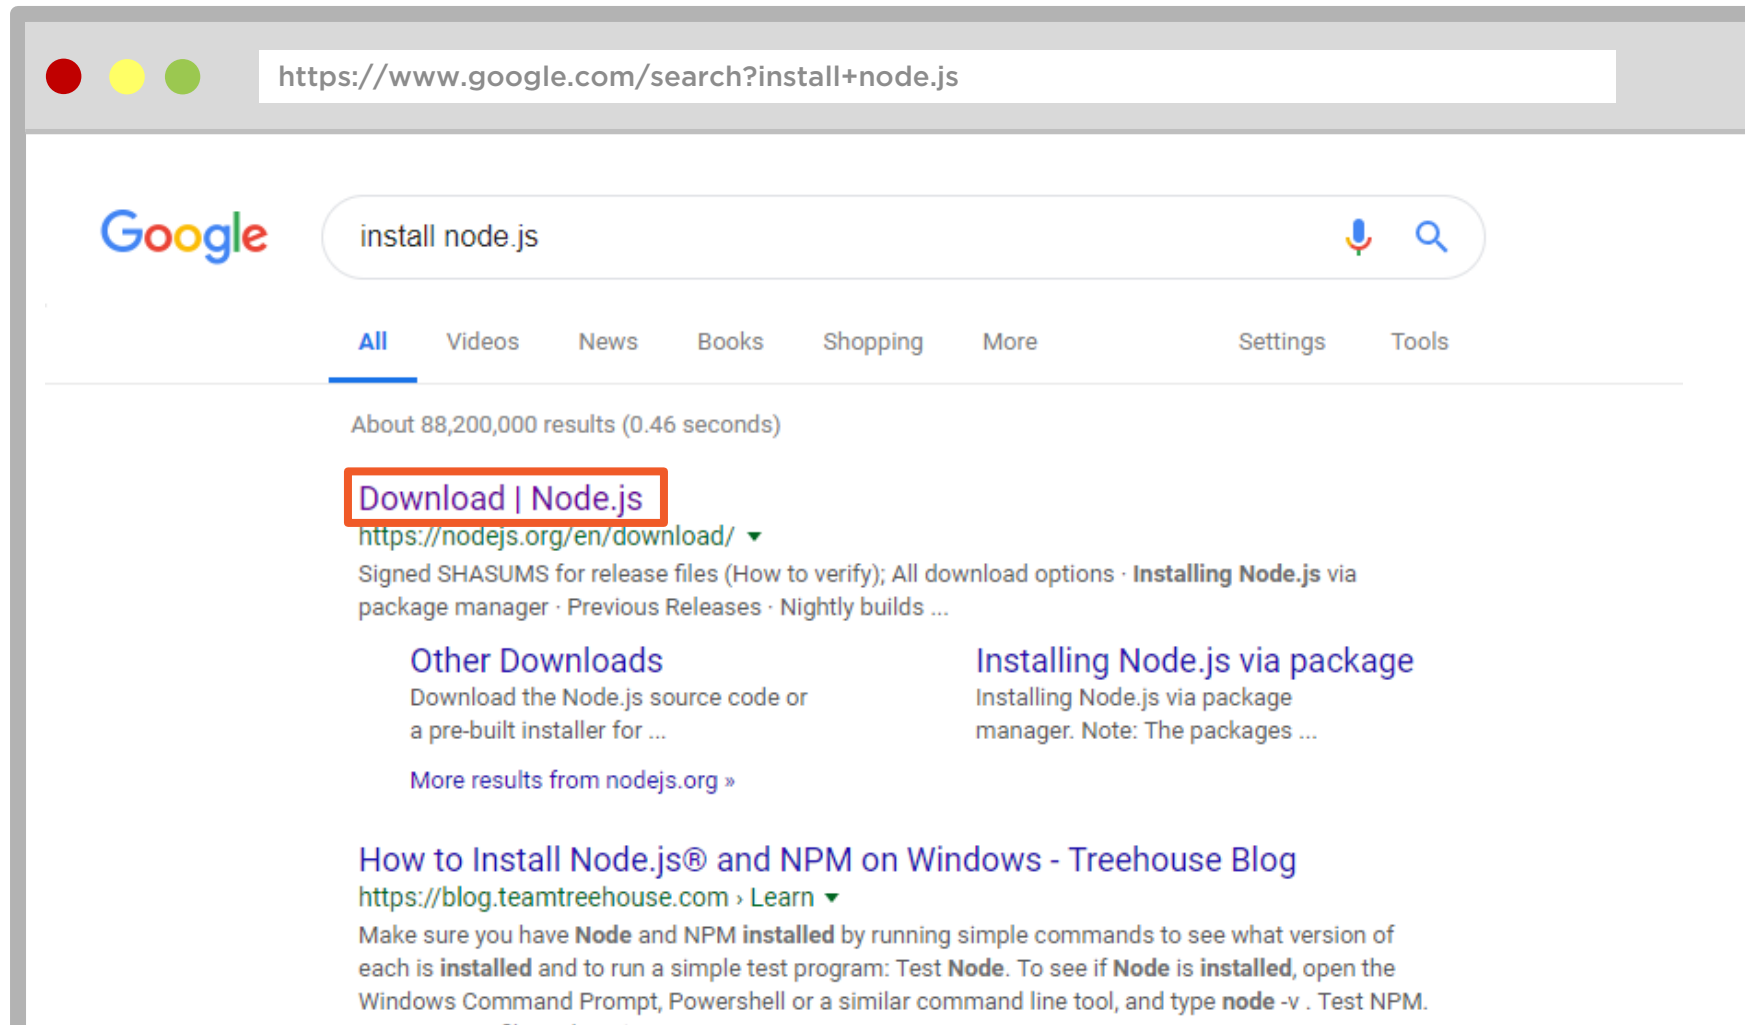 https://www.google.com/search?install+node.js
Google
install node.js
All Videos News Books Shopping More Settings Tools
About 88,200,000 results (0.46 seconds)
Download | Node.js
https://nodejs.org/en/download/
Signed SHASUMS for release files (How to verify); All download options · Installing Node.js via
package manager · Previous Releases · Nightly builds ...
Other Downloads
Download the Node.js source code or
a pre-built installer for ...
Installing Node.js via package
Installing Node.js via package
manager. Note: The packages ...
More results from nodejs.org »
How to Install Node.js® and NPM on Windows - Treehouse Blog
https://blog.teamtreehouse.com › Learn
Make sure you have Node and NPM installed by running simple commands to see what version of
each is installed and to run a simple test program: Test Node. To see if Node is installed, open the
Windows Command Prompt, Powershell or a similar command line tool, and type node -v . Test NPM.